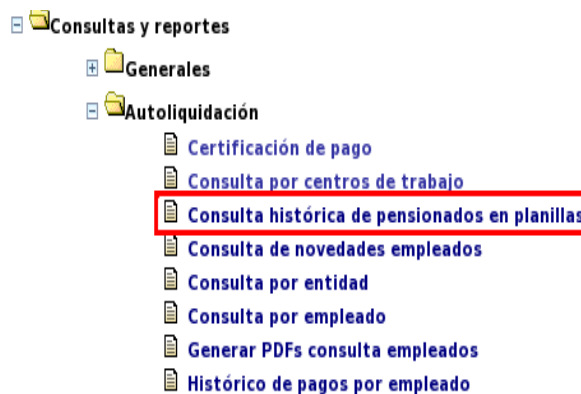 Consultas y reportes
Generales
Autoliquidación
Certificación de pago
Consulta por centros de trabajo
Consulta histórica de pensionados en planillas
Consulta de novedades empleados
Consulta por entidad
Consulta por empleado
Generar PDFs consulta empleados
Histórico de pagos por empleado